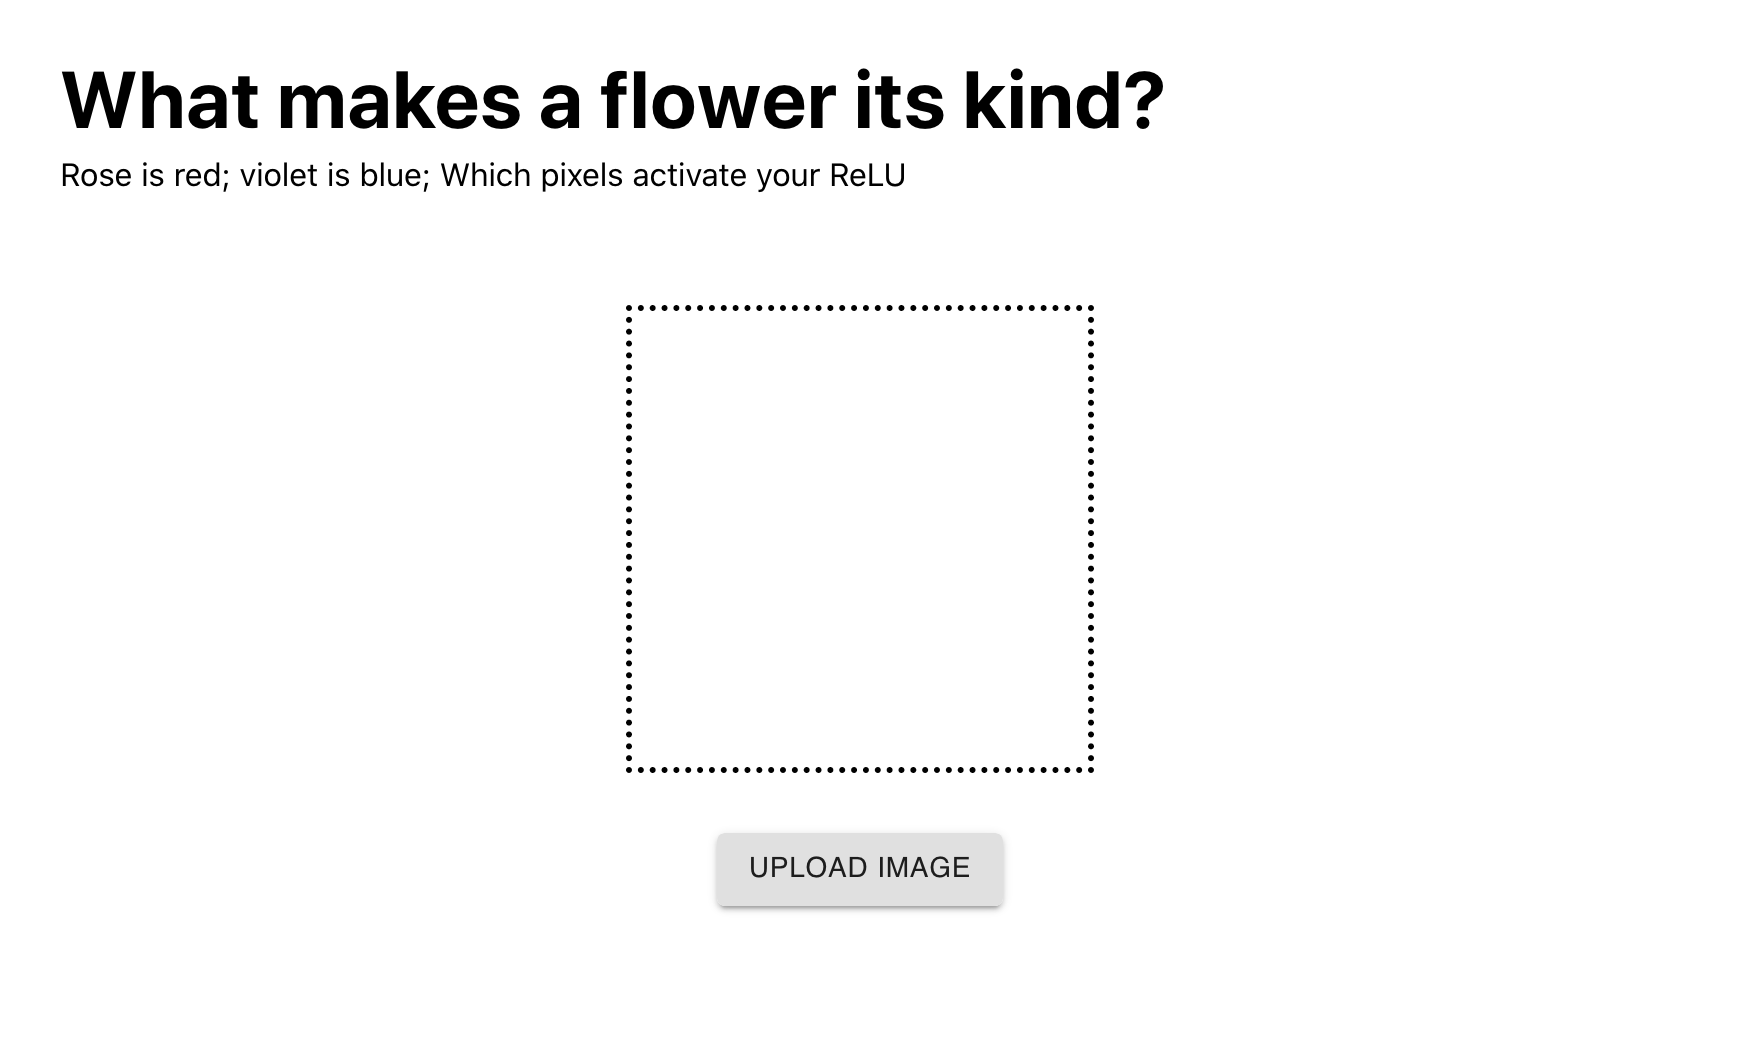 What makes a flower its kind?
Rose is red; violet is blue; Which pixels activate your ReLU
UPLOAD IMAGE